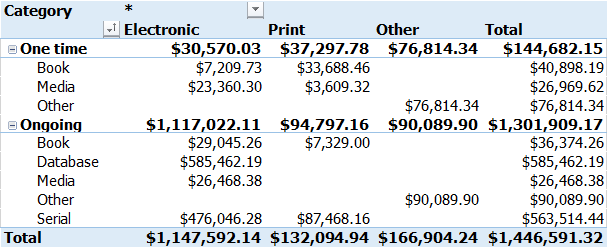 Category *
Electronic Print Other Total
One time $30,570.03 $37,297.78 $76,814.34 $144,682.15
Book $7,209.73 $33,688.46 $40,898.19
Media $23,360.30 $3,609.32 $26,969.62
Other $76,814.34 $76,814.34
Ongoing $1,117,022.11 $94,797.16 $90,089.90 $1,301,909.17
Book $29,045.26 $7,329.00 $36,374.26
Database $585,462.19 $585,462.19
Media $26,468.38 $26,468.38
Other $90,089.90 $90,089.90
Serial $476,046.28 $87,468.16 $563,514.44
Total $1,147,592.14 $132,094.94 $166,904.24 $1,446,591.32